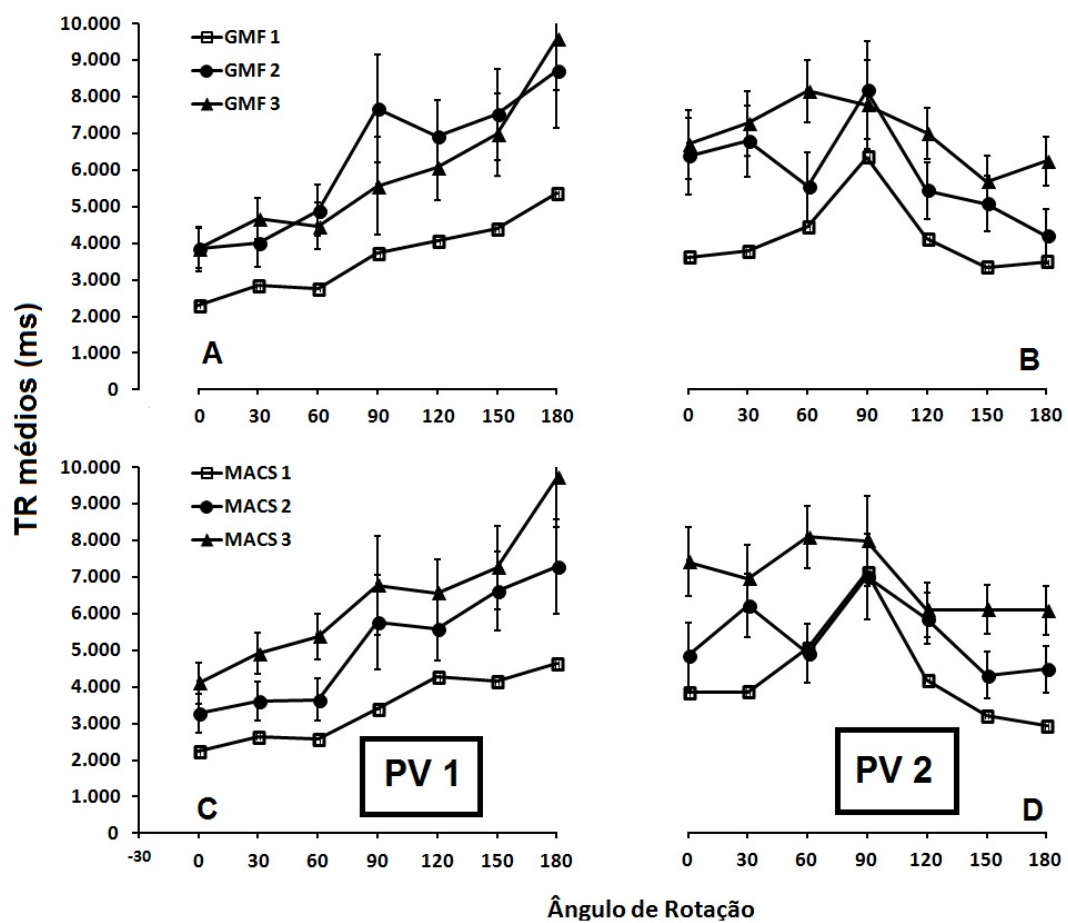 10.000
9.000
8.000
7.000
6.000
5.000
4.000
3.000
2.000
1.000
0
GMF 1
GMF 2
GMF 3
A
B
0 30 60 90 120 150 180
0 30 60 90 120 150 180
TR médios (ms)
10.000
9.000
8.000
7.000
6.000
5.000
4.000
3.000
2.000
1.000
0
MACS 1
MACS 2
MACS 3
PV 1
PV 2
C
D
-30 0 30 60 90 120 150 180
0 30 60 90 120 150 180
Ângulo de Rotação